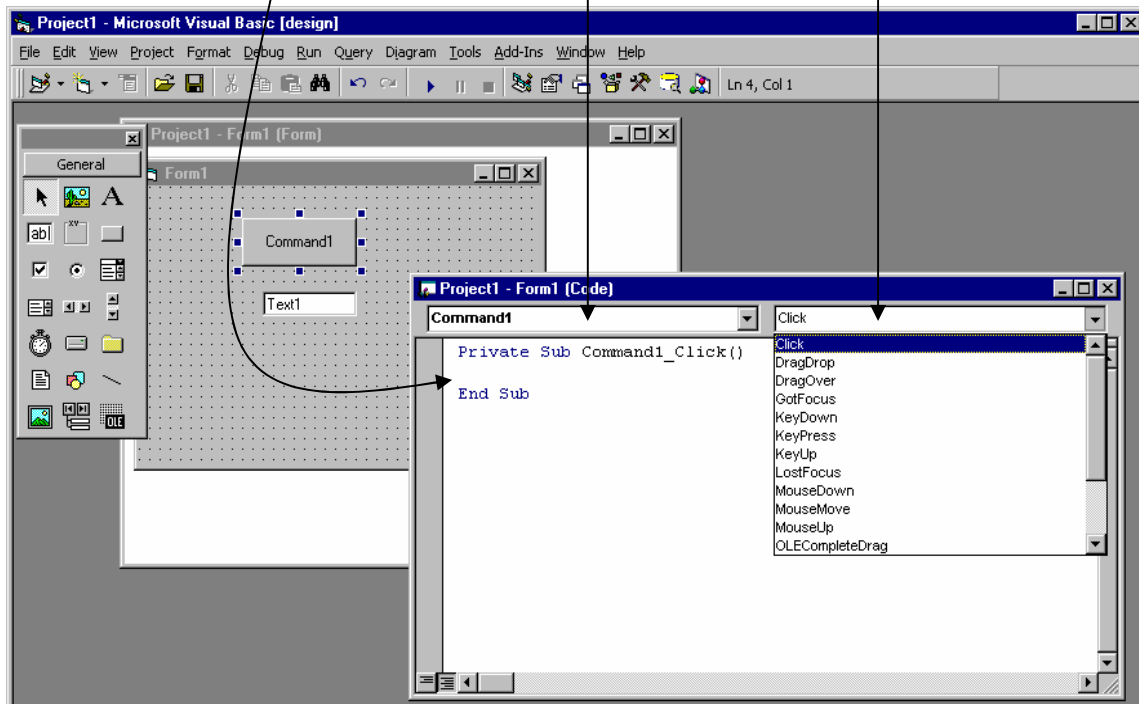 Project1 - Microsoft Visual Basic [design]
File Edit View Project Format Debug Run Query Diagram Tools Add-Ins Window Help
Ln 4, Col 1
Project1 - Form1 (Form)
General
Form1
A
ab|
xv
Command1
Text1
OLE
Project1 - Form1 (Code)
Command1
Click
Private Sub Command1_Click()
End Sub
Click
DragDrop
DragOver
GotFocus
KeyDown
KeyPress
KeyUp
LostFocus
MouseDown
MouseMove
MouseUp
OLECompleteDrag